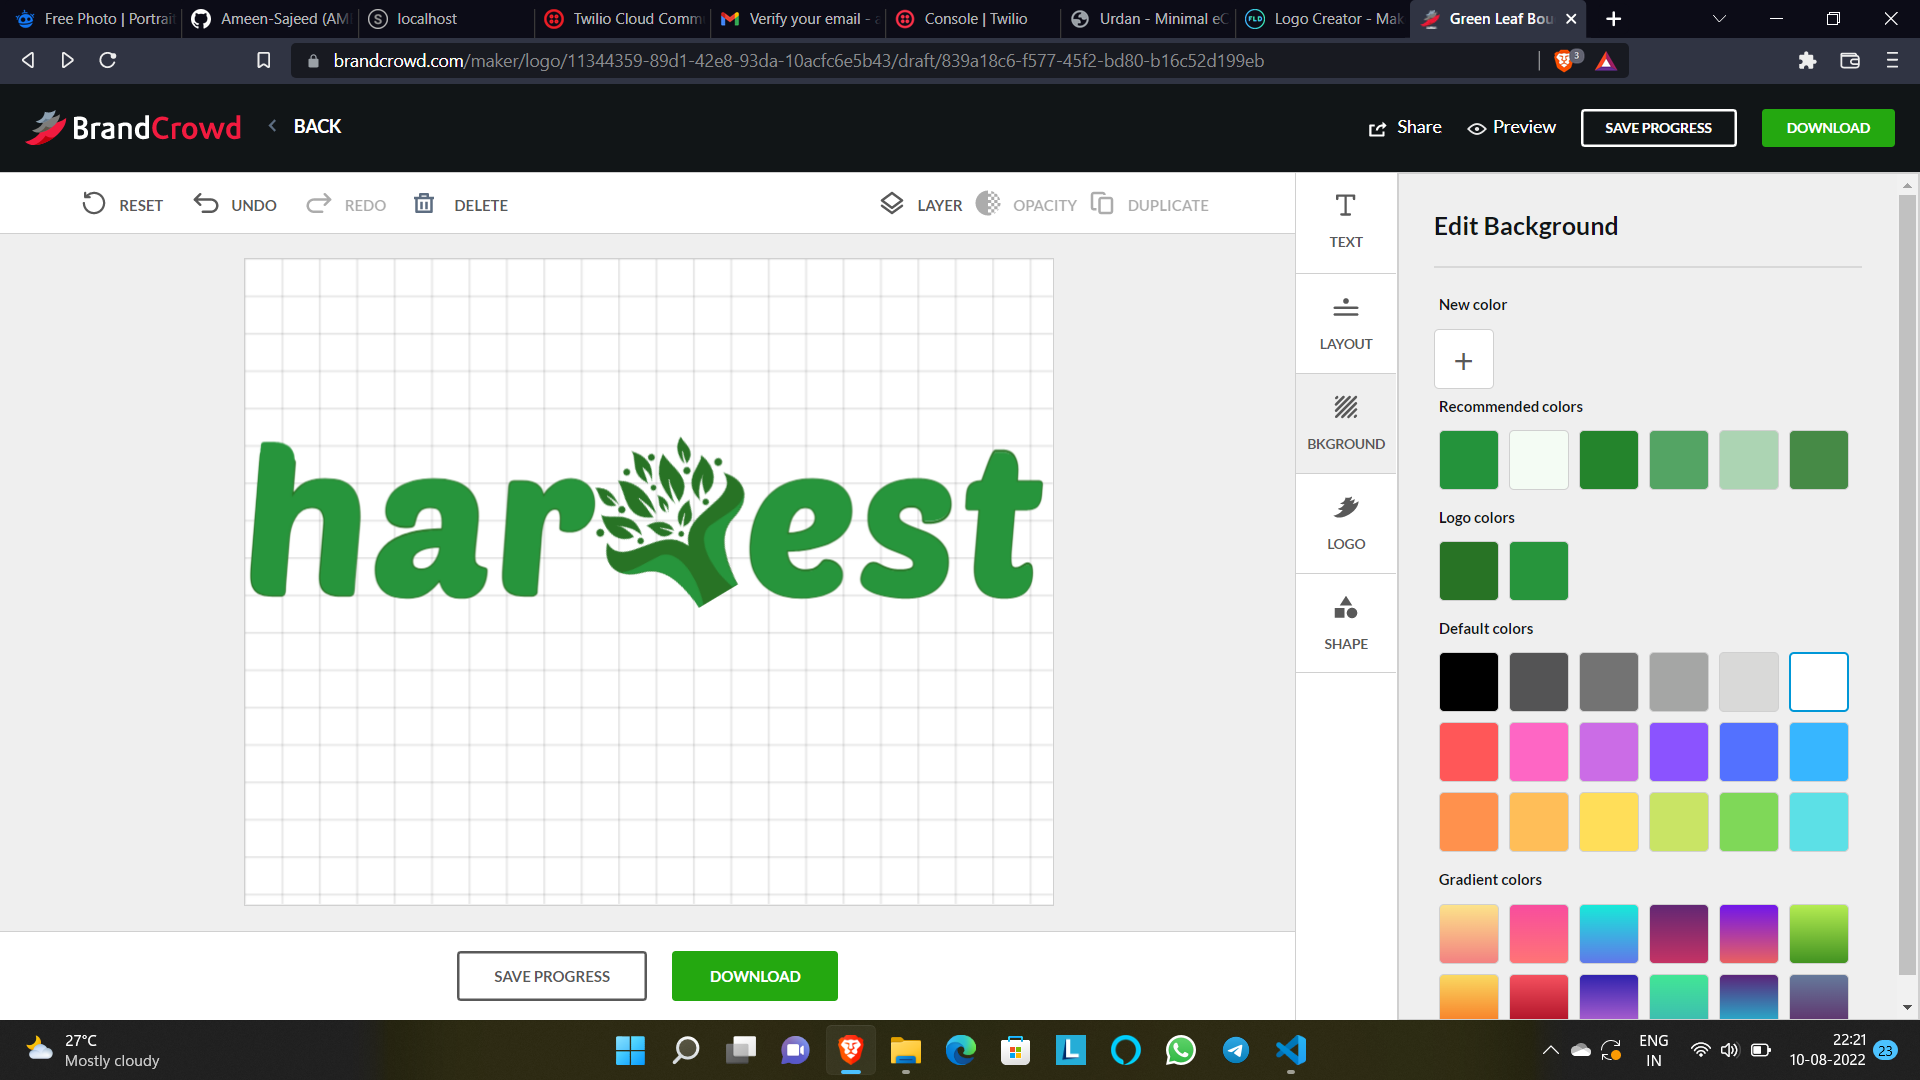 Free Photo | Portrait
Ameen-Sajeed (AM
localhost
Twilio Cloud Comm
Verify your email - a
Console | Twilio
Urdan - Minimal eC
Logo Creator - Mak
Green Leaf Bou
brandcrowd.com/maker/logo/11344359-89d1-42e8-93da-10acfc6e5b43/draft/839a18c6-f577-45f2-bd80-b16c52d199eb
3
BrandCrowd
BACK
Share
Preview
SAVE PROGRESS
DOWNLOAD
RESET
UNDO
REDO
DELETE
LAYER
OPACITY
DUPLICATE
TEXT
LAYOUT
BKGROUND
LOGO
SHAPE
Edit Background
New color
Recommended colors
Logo colors
Default colors
Gradient colors
harvest
SAVE PROGRESS
DOWNLOAD
27°C
Mostly cloudy
ENG
IN
22:21
10-08-2022
23